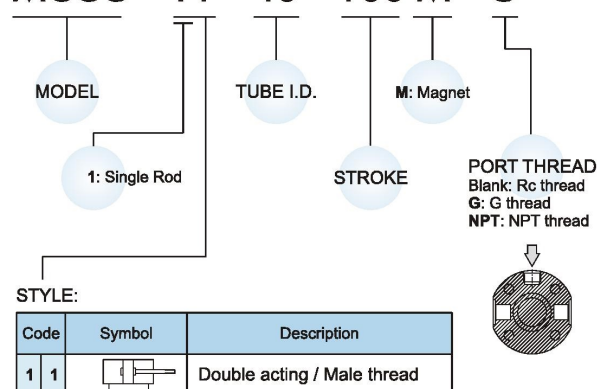 MODEL
TUBE I.D.
M: Magnet
1: Single Rod
STROKE
PORT THREAD
Blank: Rc thread
G: G thread
NPT: NPT thread
STYLE:
Code Symbol Description
1 1 Double acting / Male thread